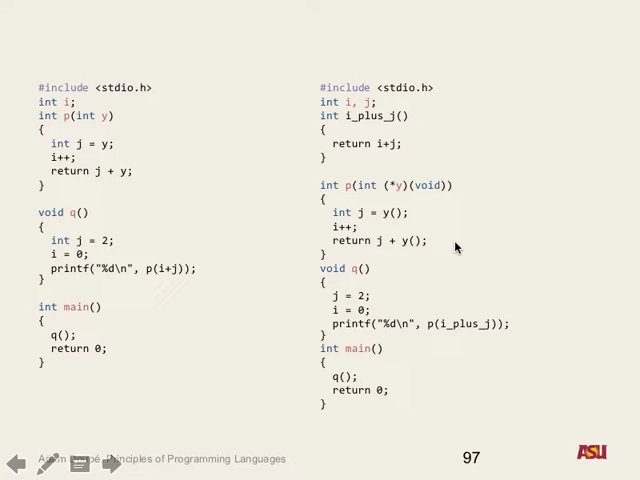 #include <stdio.h>
int i;
int p(int y)
{
int j = y;
i++;
return j + y;
}
void q()
{
int j = 2;
i = 0;
printf("%d\n", p(i+j));
}
int main()
{
q();
return 0;
}
#include <stdio.h>
int i, j;
int i_plus_j()
{
return i+j;
}
int p(int (*y)(void))
{
int j = y();
i++;
return j + y();
}
void q()
{
j = 2;
i = 0;
printf("%d\n", p(i_plus_j));
}
int main()
{
q();
return 0;
}
Principles of Programming Languages
97
ASU